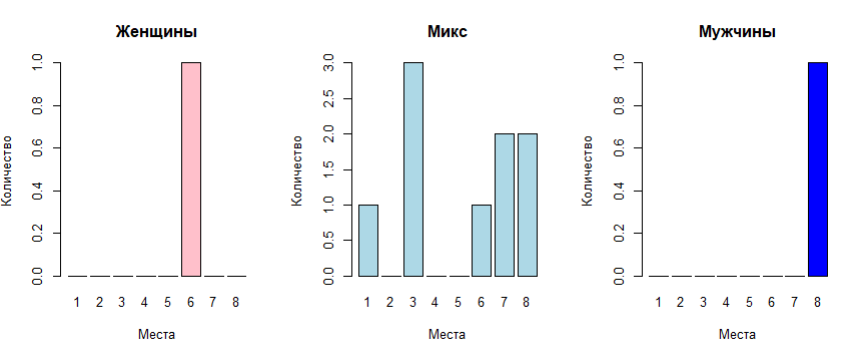 Женщины
Количество
0.0 0.2 0.4 0.6 0.8 1.0
1 2 3 4 5 6 7 8
Места
Микс
Количество
0.0 0.5 1.0 1.5 2.0 2.5 3.0
1 2 3 4 5 6 7 8
Места
Мужчины
Количество
0.0 0.2 0.4 0.6 0.8 1.0
1 2 3 4 5 6 7 8
Места